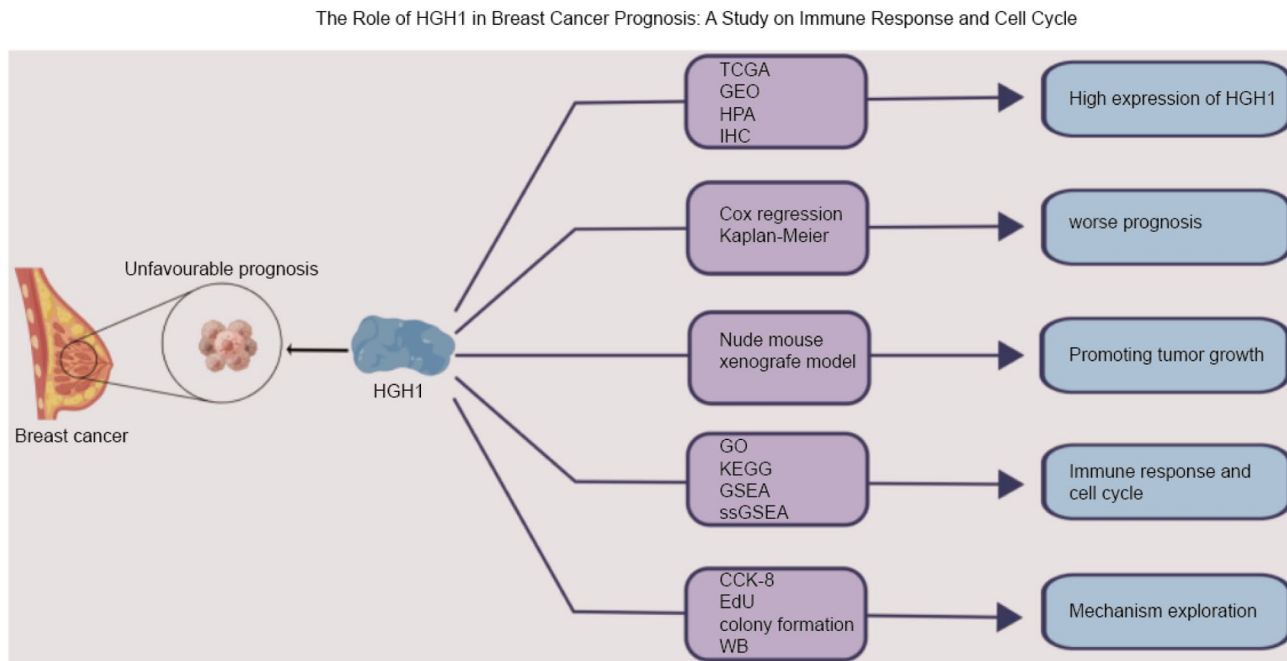 The Role of HGH1 in Breast Cancer Prognosis: A Study on Immune Response and Cell Cycle
TCGA
GEO
HPA
IHC
High expression of HGH1
Cox regression
Kaplan-Meier
worse prognosis
Unfavourable prognosis
Breast cancer
HGH1
Nude mouse
xenografe model
Promoting tumor growth
GO
KEGG
GSEA
ssGSEA
Immune response and
cell cycle
CCK-8
EdU
colony formation
WB
Mechanism exploration